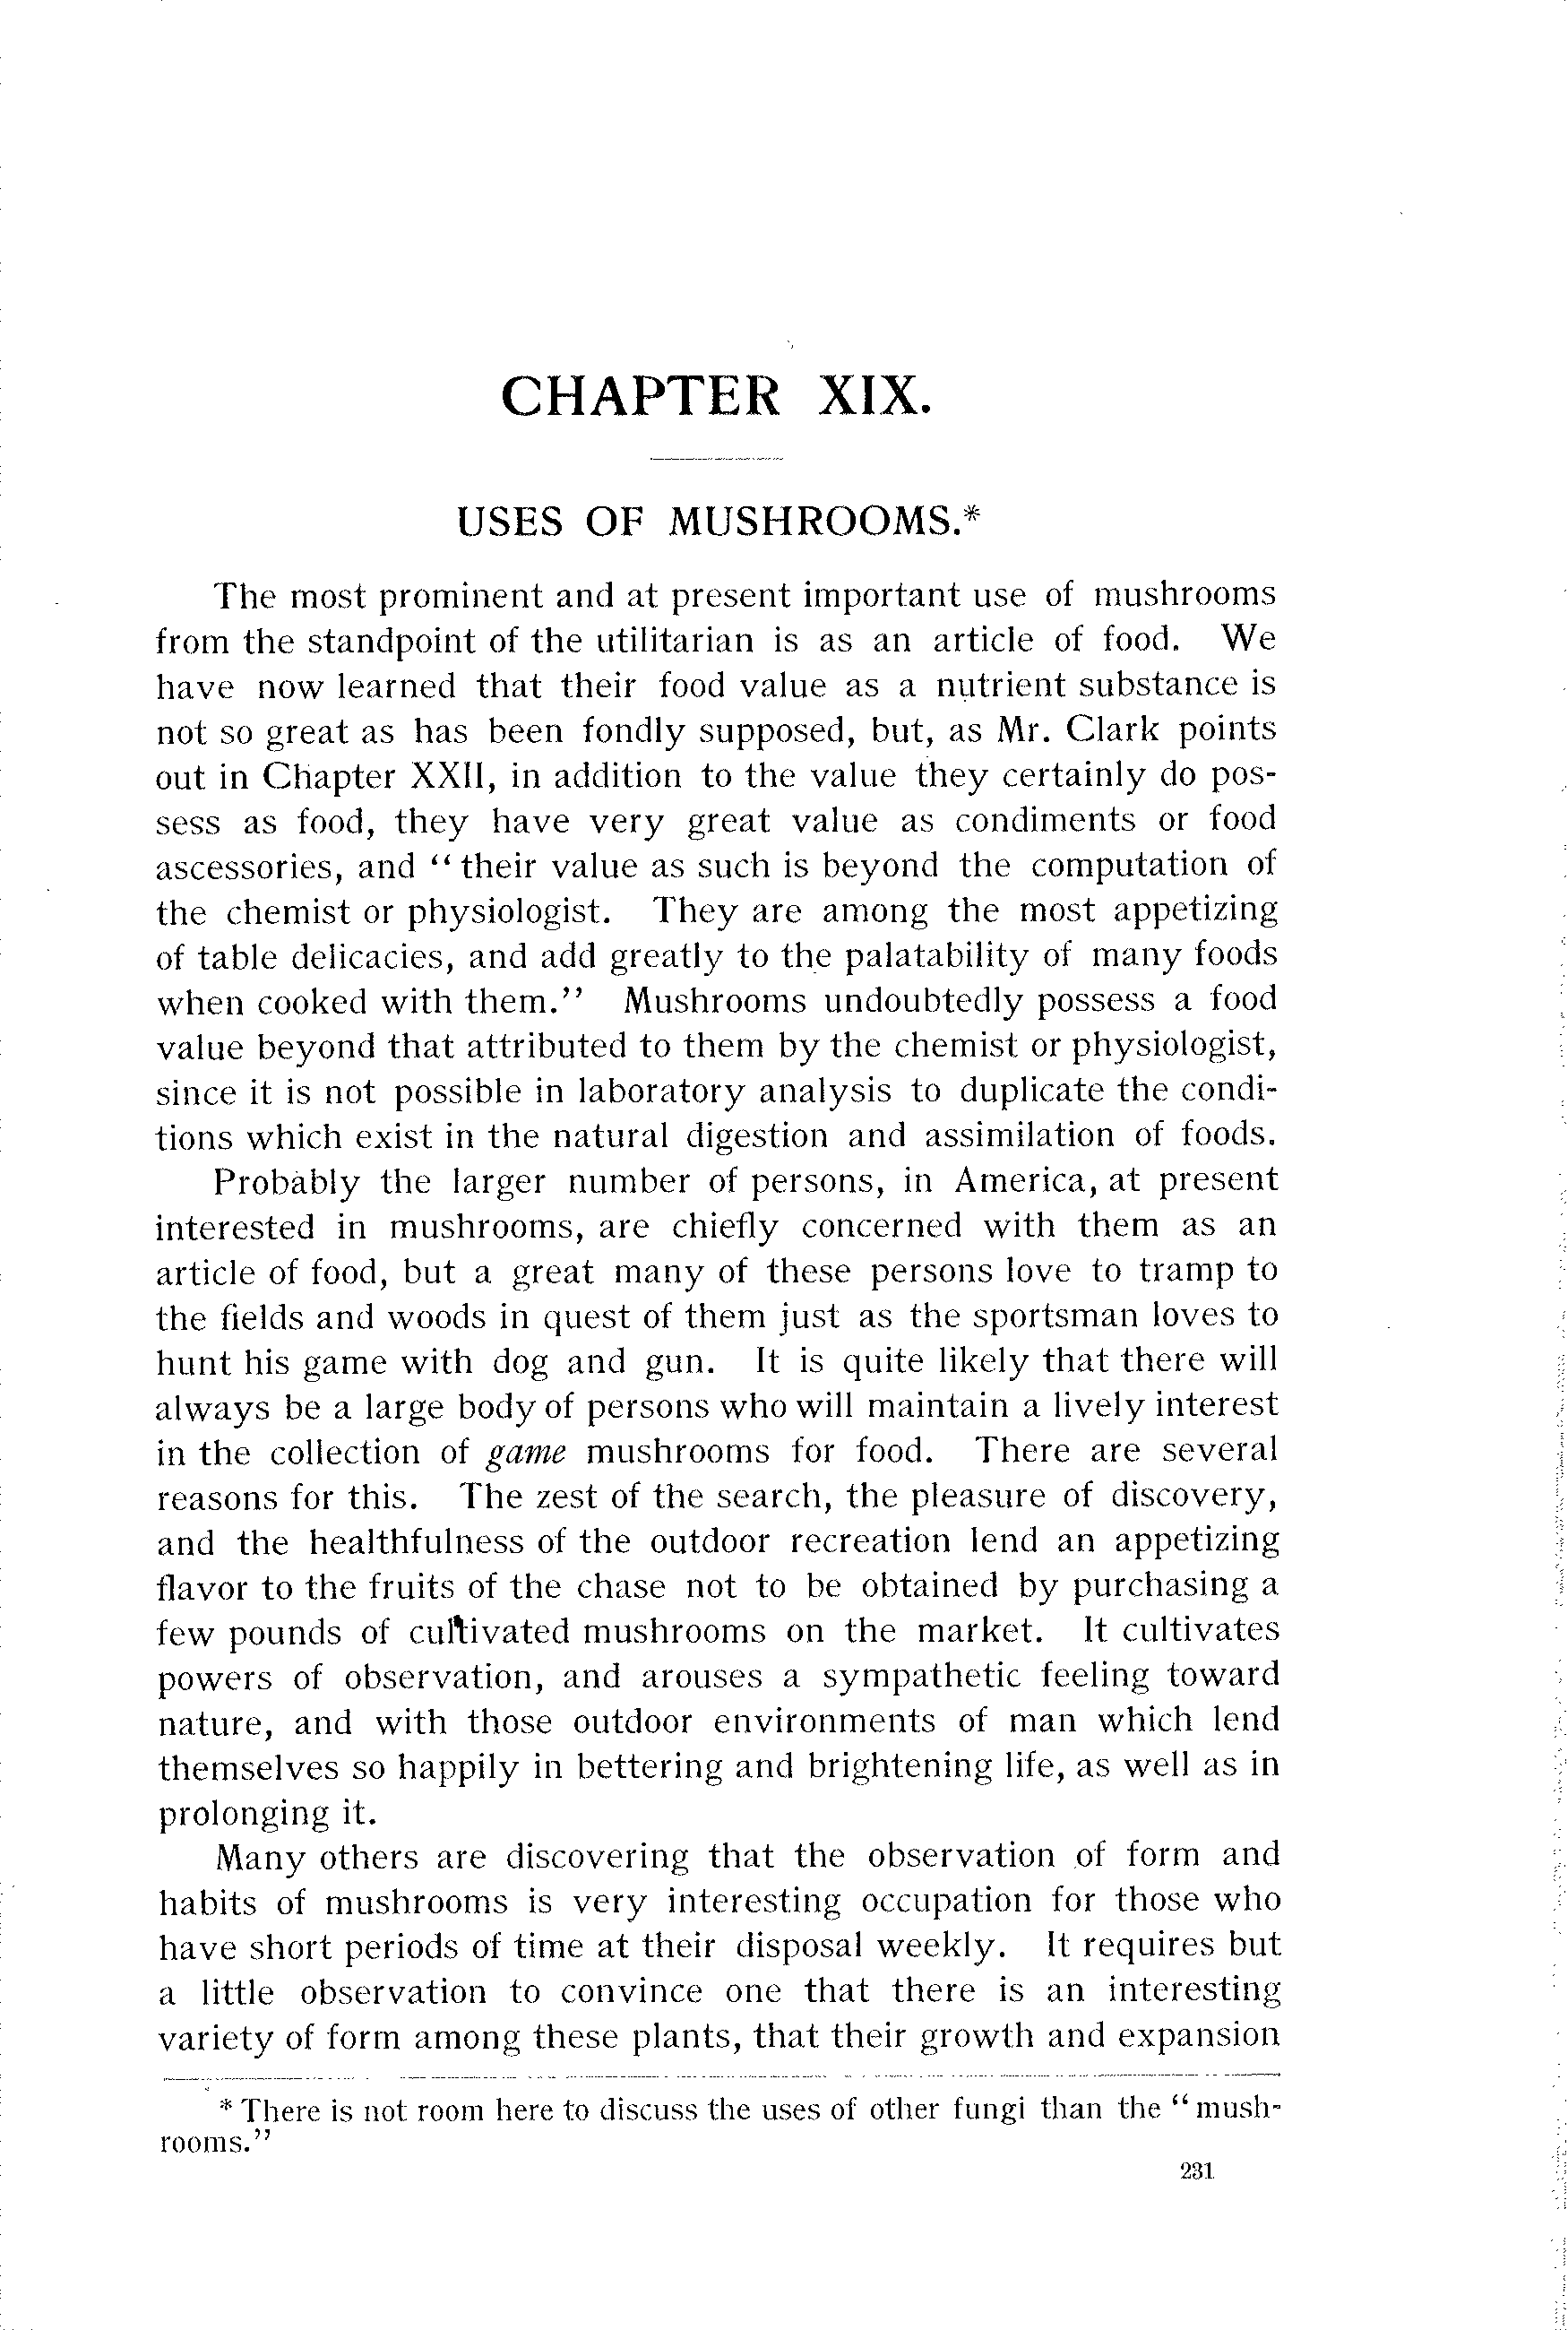 CHAPTER XIX.
USES OF MUSHROOMS.*
The most prominent and at present important use of mushrooms
from the standpoint of the utilitarian is as an article of food. We
have now learned that their food value as a nutrient substance is
not so great as has been fondly supposed, but, as Mr. Clark points
out in Chapter XXII, in addition to the value they certainly do pos-
sess as food, they have very great value as condiments or food
ascessories, and “their value as such is beyond the computation of
the chemist or physiologist. They are among the most appetizing
of table delicacies, and add greatly to the palatability of many foods
when cooked with them.” Mushrooms undoubtedly possess a food
value beyond that attributed to them by the chemist or physiologist,
since it is not possible in laboratory analysis to duplicate the condi-
tions which exist in the natural digestion and assimilation of foods.
Probably the larger number of persons, in America, at present
interested in mushrooms, are chiefly concerned with them as an
article of food, but a great many of these persons love to tramp to
the fields and woods in quest of them just as the sportsman loves to
hunt his game with dog and gun. It is quite likely that there will
always be a large body of persons who will maintain a lively interest
in the collection of game mushrooms for food. There are several
reasons for this. The zest of the search, the pleasure of discovery,
and the healthfulness of the outdoor recreation lend an appetizing
flavor to the fruits of the chase not to be obtained by purchasing a
few pounds of cultivated mushrooms on the market. It cultivates
powers of observation, and arouses a sympathetic feeling toward
nature, and with those outdoor environments of man which lend
themselves so happily in bettering and brightening life, as well as in
prolonging it.
Many others are discovering that the observation of form and
habits of mushrooms is very interesting occupation for those who
have short periods of time at their disposal weekly. It requires but
a little observation to convince one that there is an interesting
variety of form among these plants, that their growth and expansion
* There is not room here to discuss the uses of other fungi than the “mush-
rooms.”
231